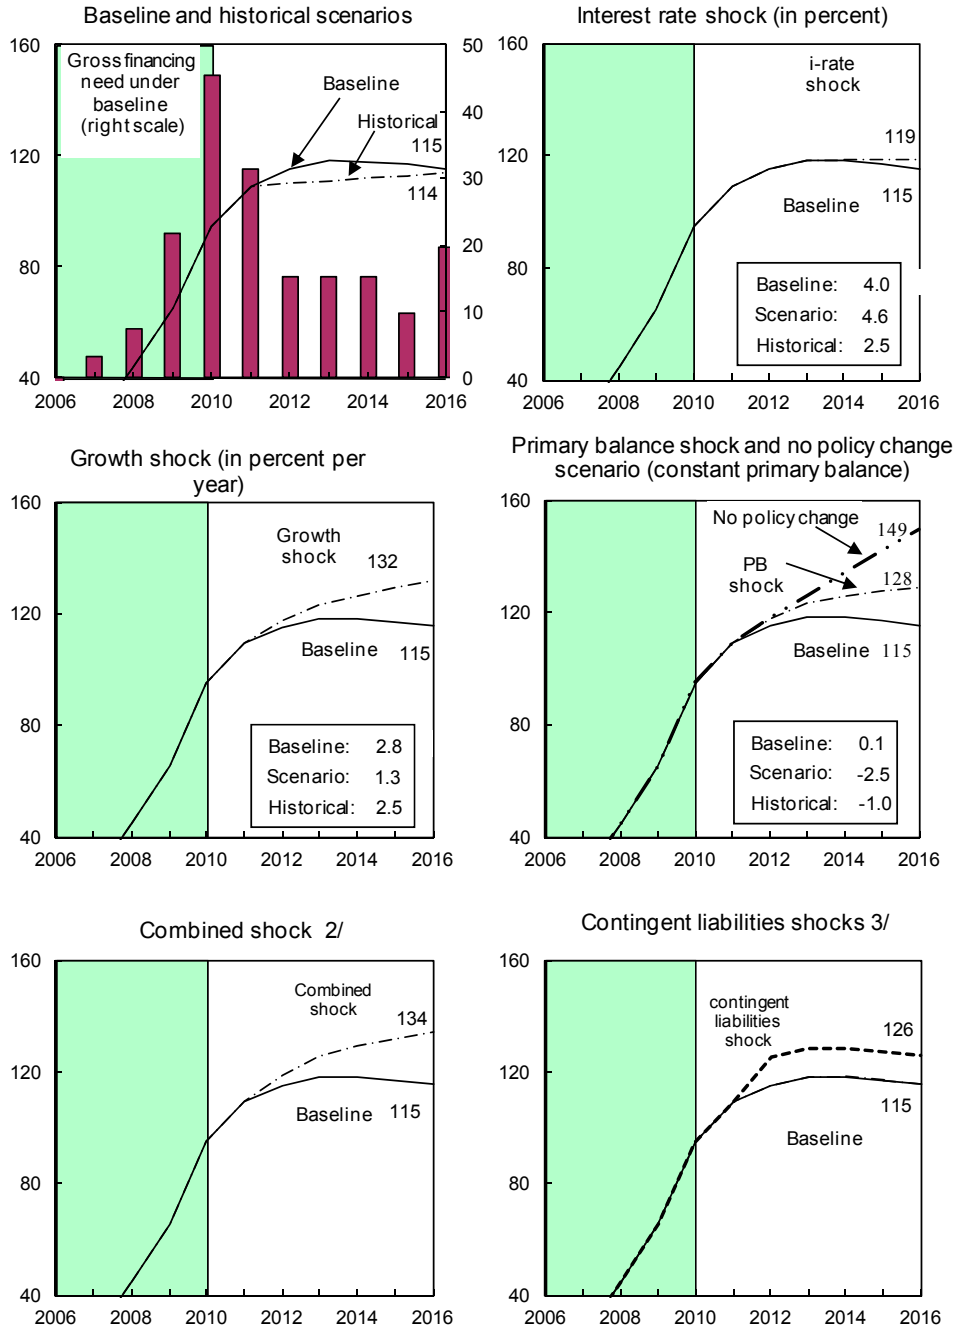 Baseline and historical scenarios
160
120
80
40
50
40
30
20
10
0
Gross financing
need under
baseline
(right scale)
Baseline
Historical
115
114
2006 2008 2010 2012 2014 2016
Interest rate shock (in percent)
160
120
80
40
i-rate
shock
119
115
Baseline
Baseline: 4.0
Scenario: 4.6
Historical: 2.5
2006 2008 2010 2012 2014 2016
Growth shock (in percent per
year)
160
120
80
40
Growth
shock
132
Baseline
115
Baseline: 2.8
Scenario: 1.3
Historical: 2.5
2006 2008 2010 2012 2014 2016
Primary balance shock and no policy change
scenario (constant primary balance)
160
120
80
40
No policy change
149
PB
shock
128
Baseline 115
Baseline: 0.1
Scenario: -2.5
Historical: -1.0
2006 2008 2010 2012 2014 2016
Combined shock 2/
160
120
80
40
Combined
shock
134
Baseline 115
2006 2008 2010 2012 2014 2016
Contingent liabilities shocks 3/
160
120
80
40
contingent
liabilities
shock
126
115
Baseline
2006 2008 2010 2012 2014 2016